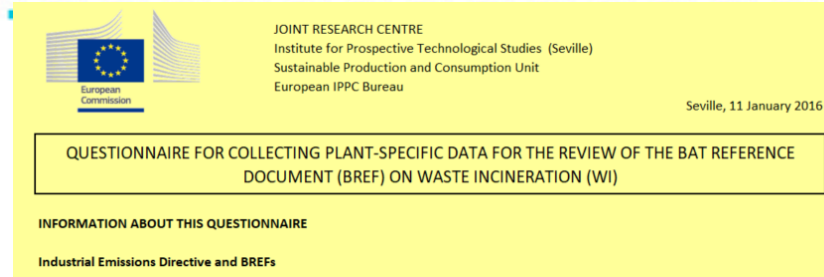 JOINT RESEARCH CENTRE
Institute for Prospective Technological Studies (Seville)
Sustainable Production and Consumption Unit
European IPPC Bureau
European
Commission
Seville, 11 January 2016
QUESTIONNAIRE FOR COLLECTING PLANT-SPECIFIC DATA FOR THE REVIEW OF THE BAT REFERENCE
DOCUMENT (BREF) ON WASTE INCINERATION (WI)
INFORMATION ABOUT THIS QUESTIONNAIRE
Industrial Emissions Directive and BREFs